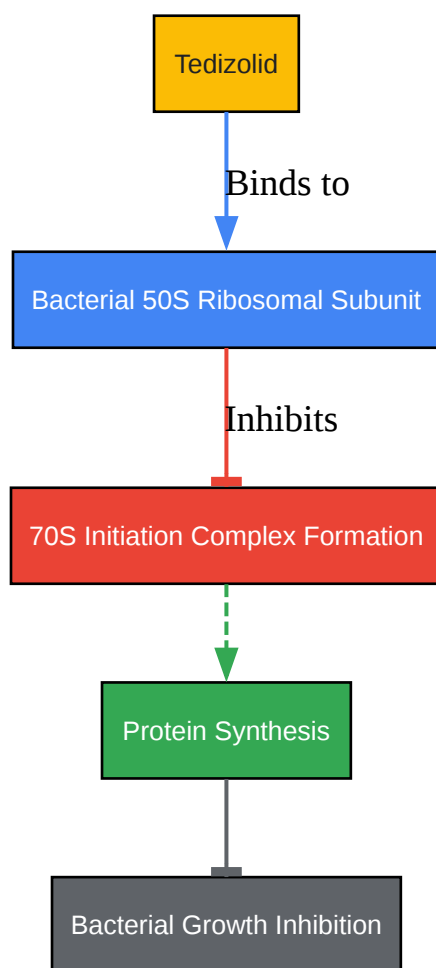 Tedizolid
Binds to
Bacterial 50S Ribosomal Subunit
Inhibits
70S Initiation Complex Formation
Protein Synthesis
Bacterial Growth Inhibition